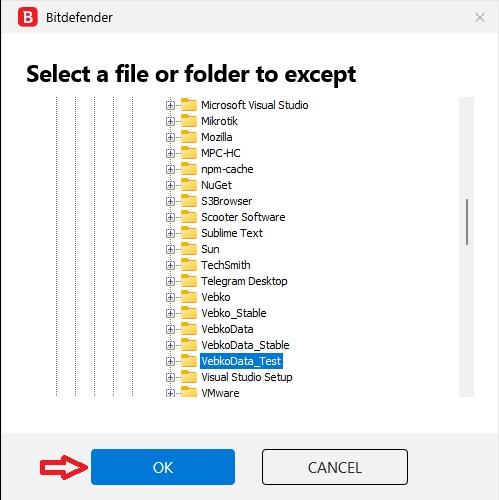 B Bitdefender
Select a file or folder to except
Microsoft Visual Studio
Mikrotik
Mozilla
MPC-HC
npm-cache
NuGet
S3Browser
Scooter Software
Sublime Text
Sun
TechSmith
Telegram Desktop
Vebko
Vebko_Stable
VebkoData
VebkoData_Stable
VebkoData_Test
Visual Studio Setup
VMware
OK
CANCEL